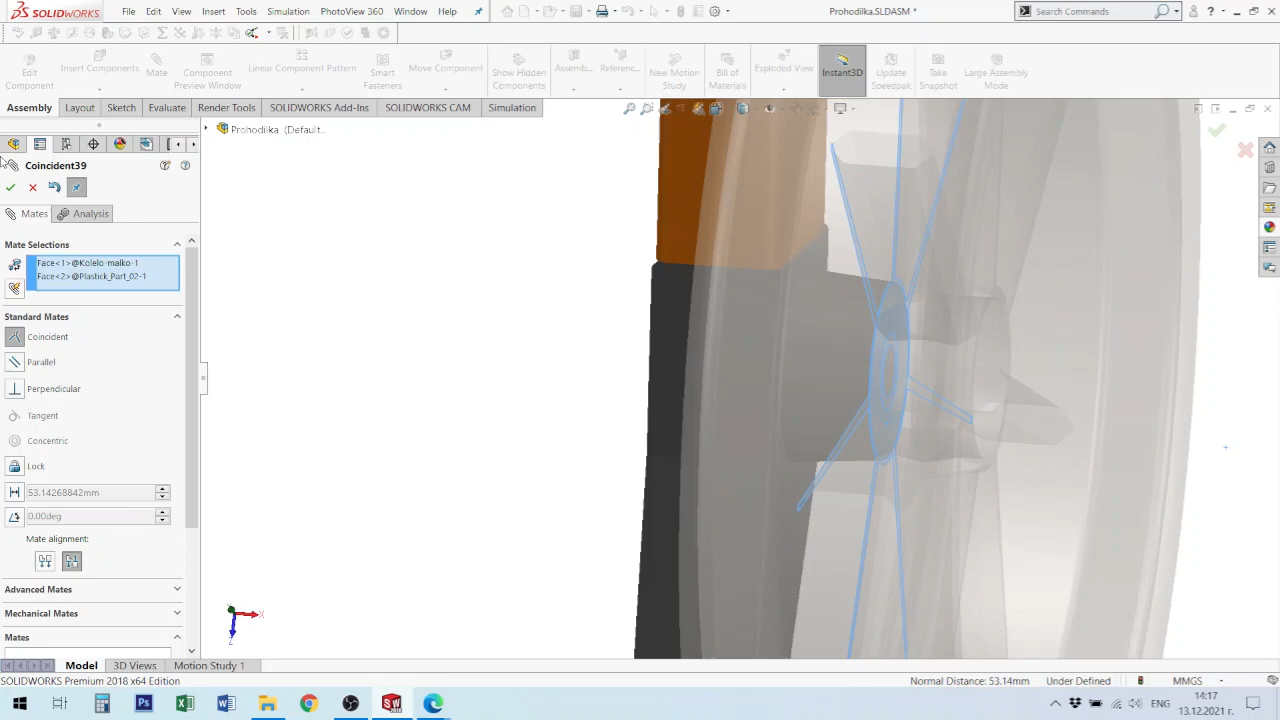 SOLIDWORKS
File Edit View Insert Tools Simulation PhotoView 360 Window Help
Prohodilka.SLDASM *
Search Commands
Edit Component
Insert Components
Mate
Component Preview Window
Linear Component Pattern
Smart Fasteners
Move Component
Show Hidden Components
Assemb...
Referenc...
New Motion Study
Bill of Materials
Exploded View
Instant3D
Update Speedpak
Take Snapshot
Large Assembly Mode
Assembly Layout Sketch Evaluate Render Tools SOLIDWORKS Add-Ins SOLIDWORKS CAM Simulation
Prohodilka (Default...
Coincident39
Mates Analysis
Mate Selections
Face<1>@Kolelo-malko-1
Face<2>@Plastick_Part_02-1
Standard Mates
Coincident
Parallel
Perpendicular
Tangent
Concentric
Lock
53.14268842mm
0.00deg
Mate alignment:
Advanced Mates
Mechanical Mates
Mates
X
Z
Model 3D Views Motion Study 1
SOLIDWORKS Premium 2018 x64 Edition
Normal Distance: 53.14mm Under Defined MMGS
ENG
14:17
13.12.2021 г.